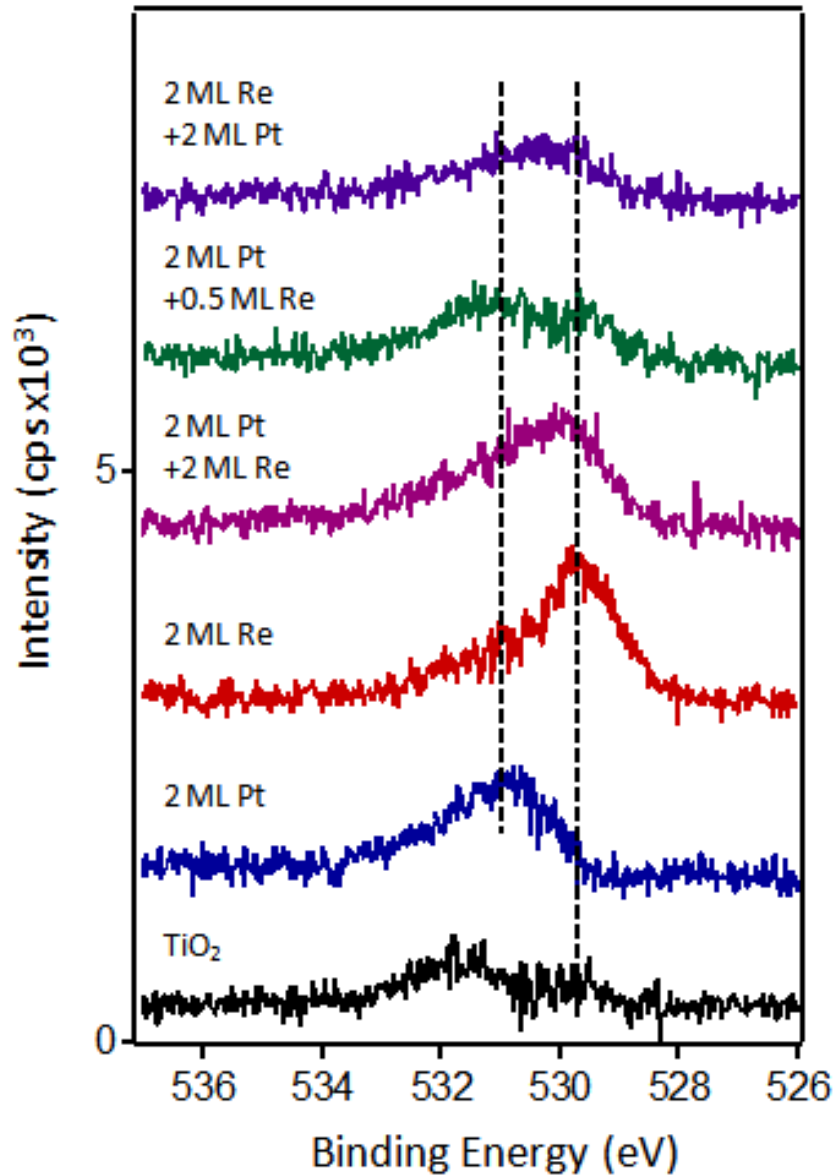 2 ML Re
+2 ML Pt
2 ML Pt
+0.5 ML Re
2 ML Pt
+2 ML Re
2 ML Re
2 ML Pt
TiO₂
Intensity (cps x10³)
5
0
536 534 532 530 528 526
Binding Energy (eV)